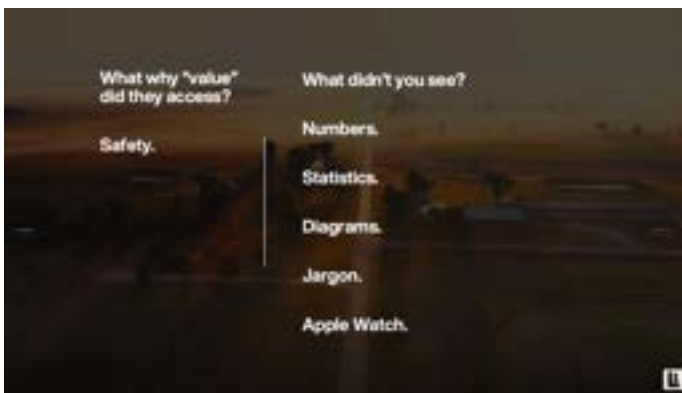 What why "value"
did they access?
Safety.
What didn't you see?
Numbers.
Statistics.
Diagrams.
Jargon.
Apple Watch.